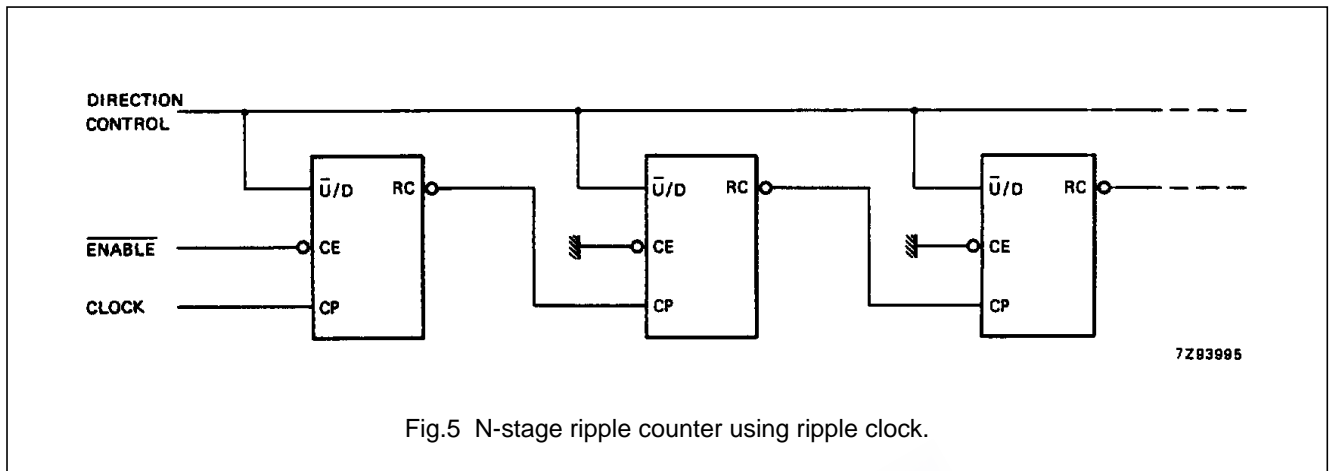 DIRECTION
CONTROL
U̅/D RC
U̅/D RC
U̅/D RC
E̅N̅A̅B̅L̅E̅
CE
CE
CE
CLOCK
CP
CP
CP
7Z93995
Fig.5 N-stage ripple counter using ripple clock.